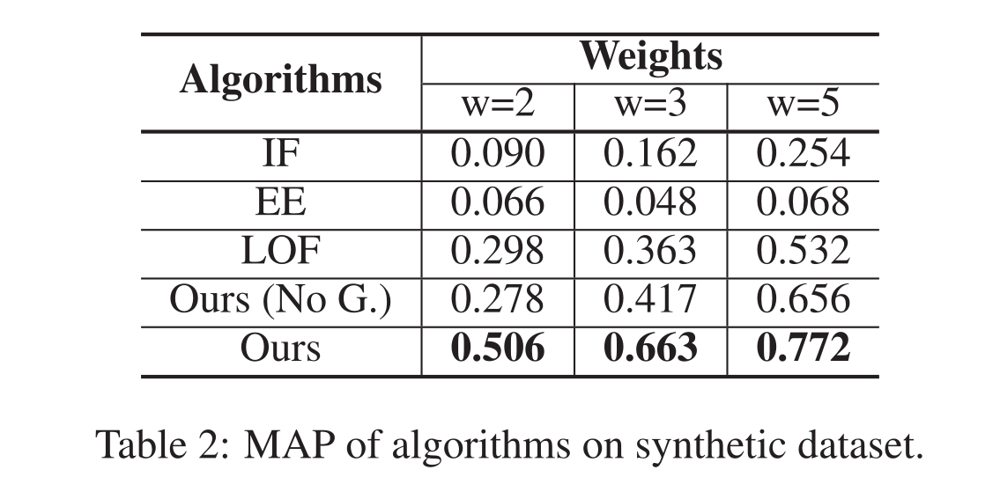 Algorithms Weights
w=2 w=3 w=5
IF 0.090 0.162 0.254
EE 0.066 0.048 0.068
LOF 0.298 0.363 0.532
Ours (No G.) 0.278 0.417 0.656
Ours 0.506 0.663 0.772
Table 2: MAP of algorithms on synthetic dataset.